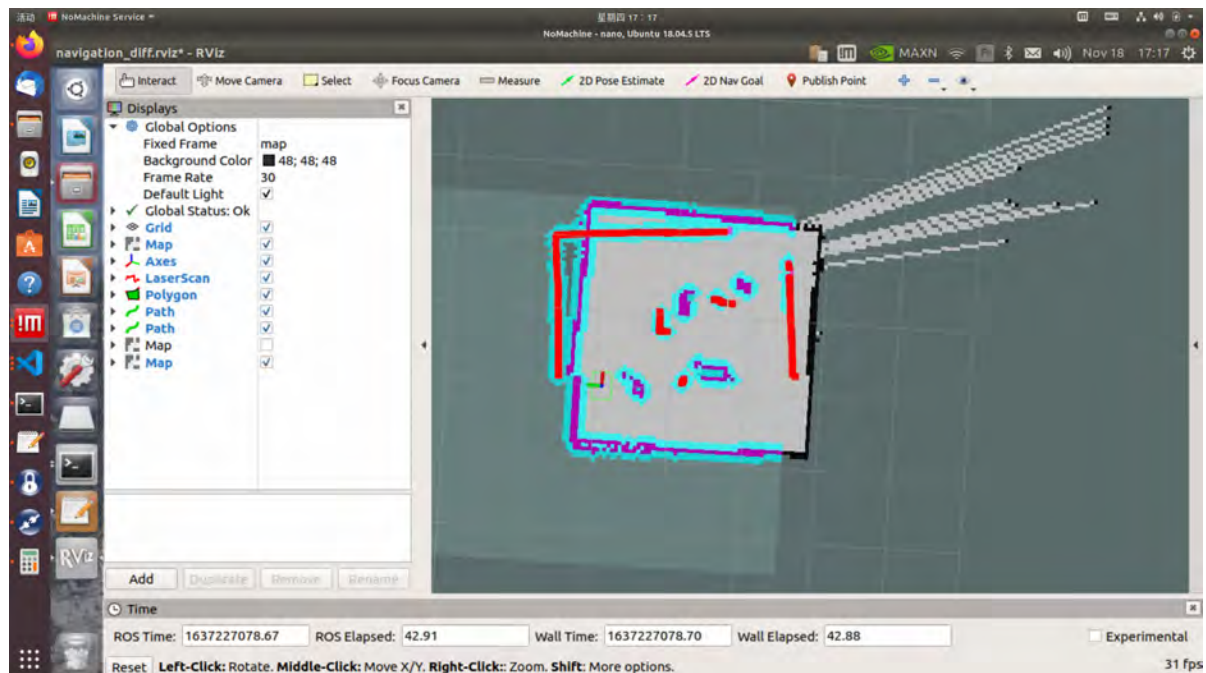 活动 NoMachine Service
星期四 17：17
NoMachine - nano, Ubuntu 18.04.5 LTS
navigation_diff.rviz* - RViz
MAXN
Nov 18 17:17
Interact Move Camera Select Focus Camera Measure 2D Pose Estimate 2D Nav Goal Publish Point
Displays
Global Options
Fixed Frame map
Background Color 48; 48; 48
Frame Rate 30
Default Light ✓
✓ Global Status: Ok
Grid ✓
Map ✓
Axes ✓
LaserScan ✓
Polygon ✓
Path ✓
Path ✓
Map
Map ✓
Add Duplicate Remove Rename
Time
ROS Time: 1637227078.67 ROS Elapsed: 42.91 Wall Time: 1637227078.70 Wall Elapsed: 42.88 Experimental
Reset Left-Click: Rotate. Middle-Click: Move X/Y. Right-Click:: Zoom. Shift: More options. 31 fps
RViz